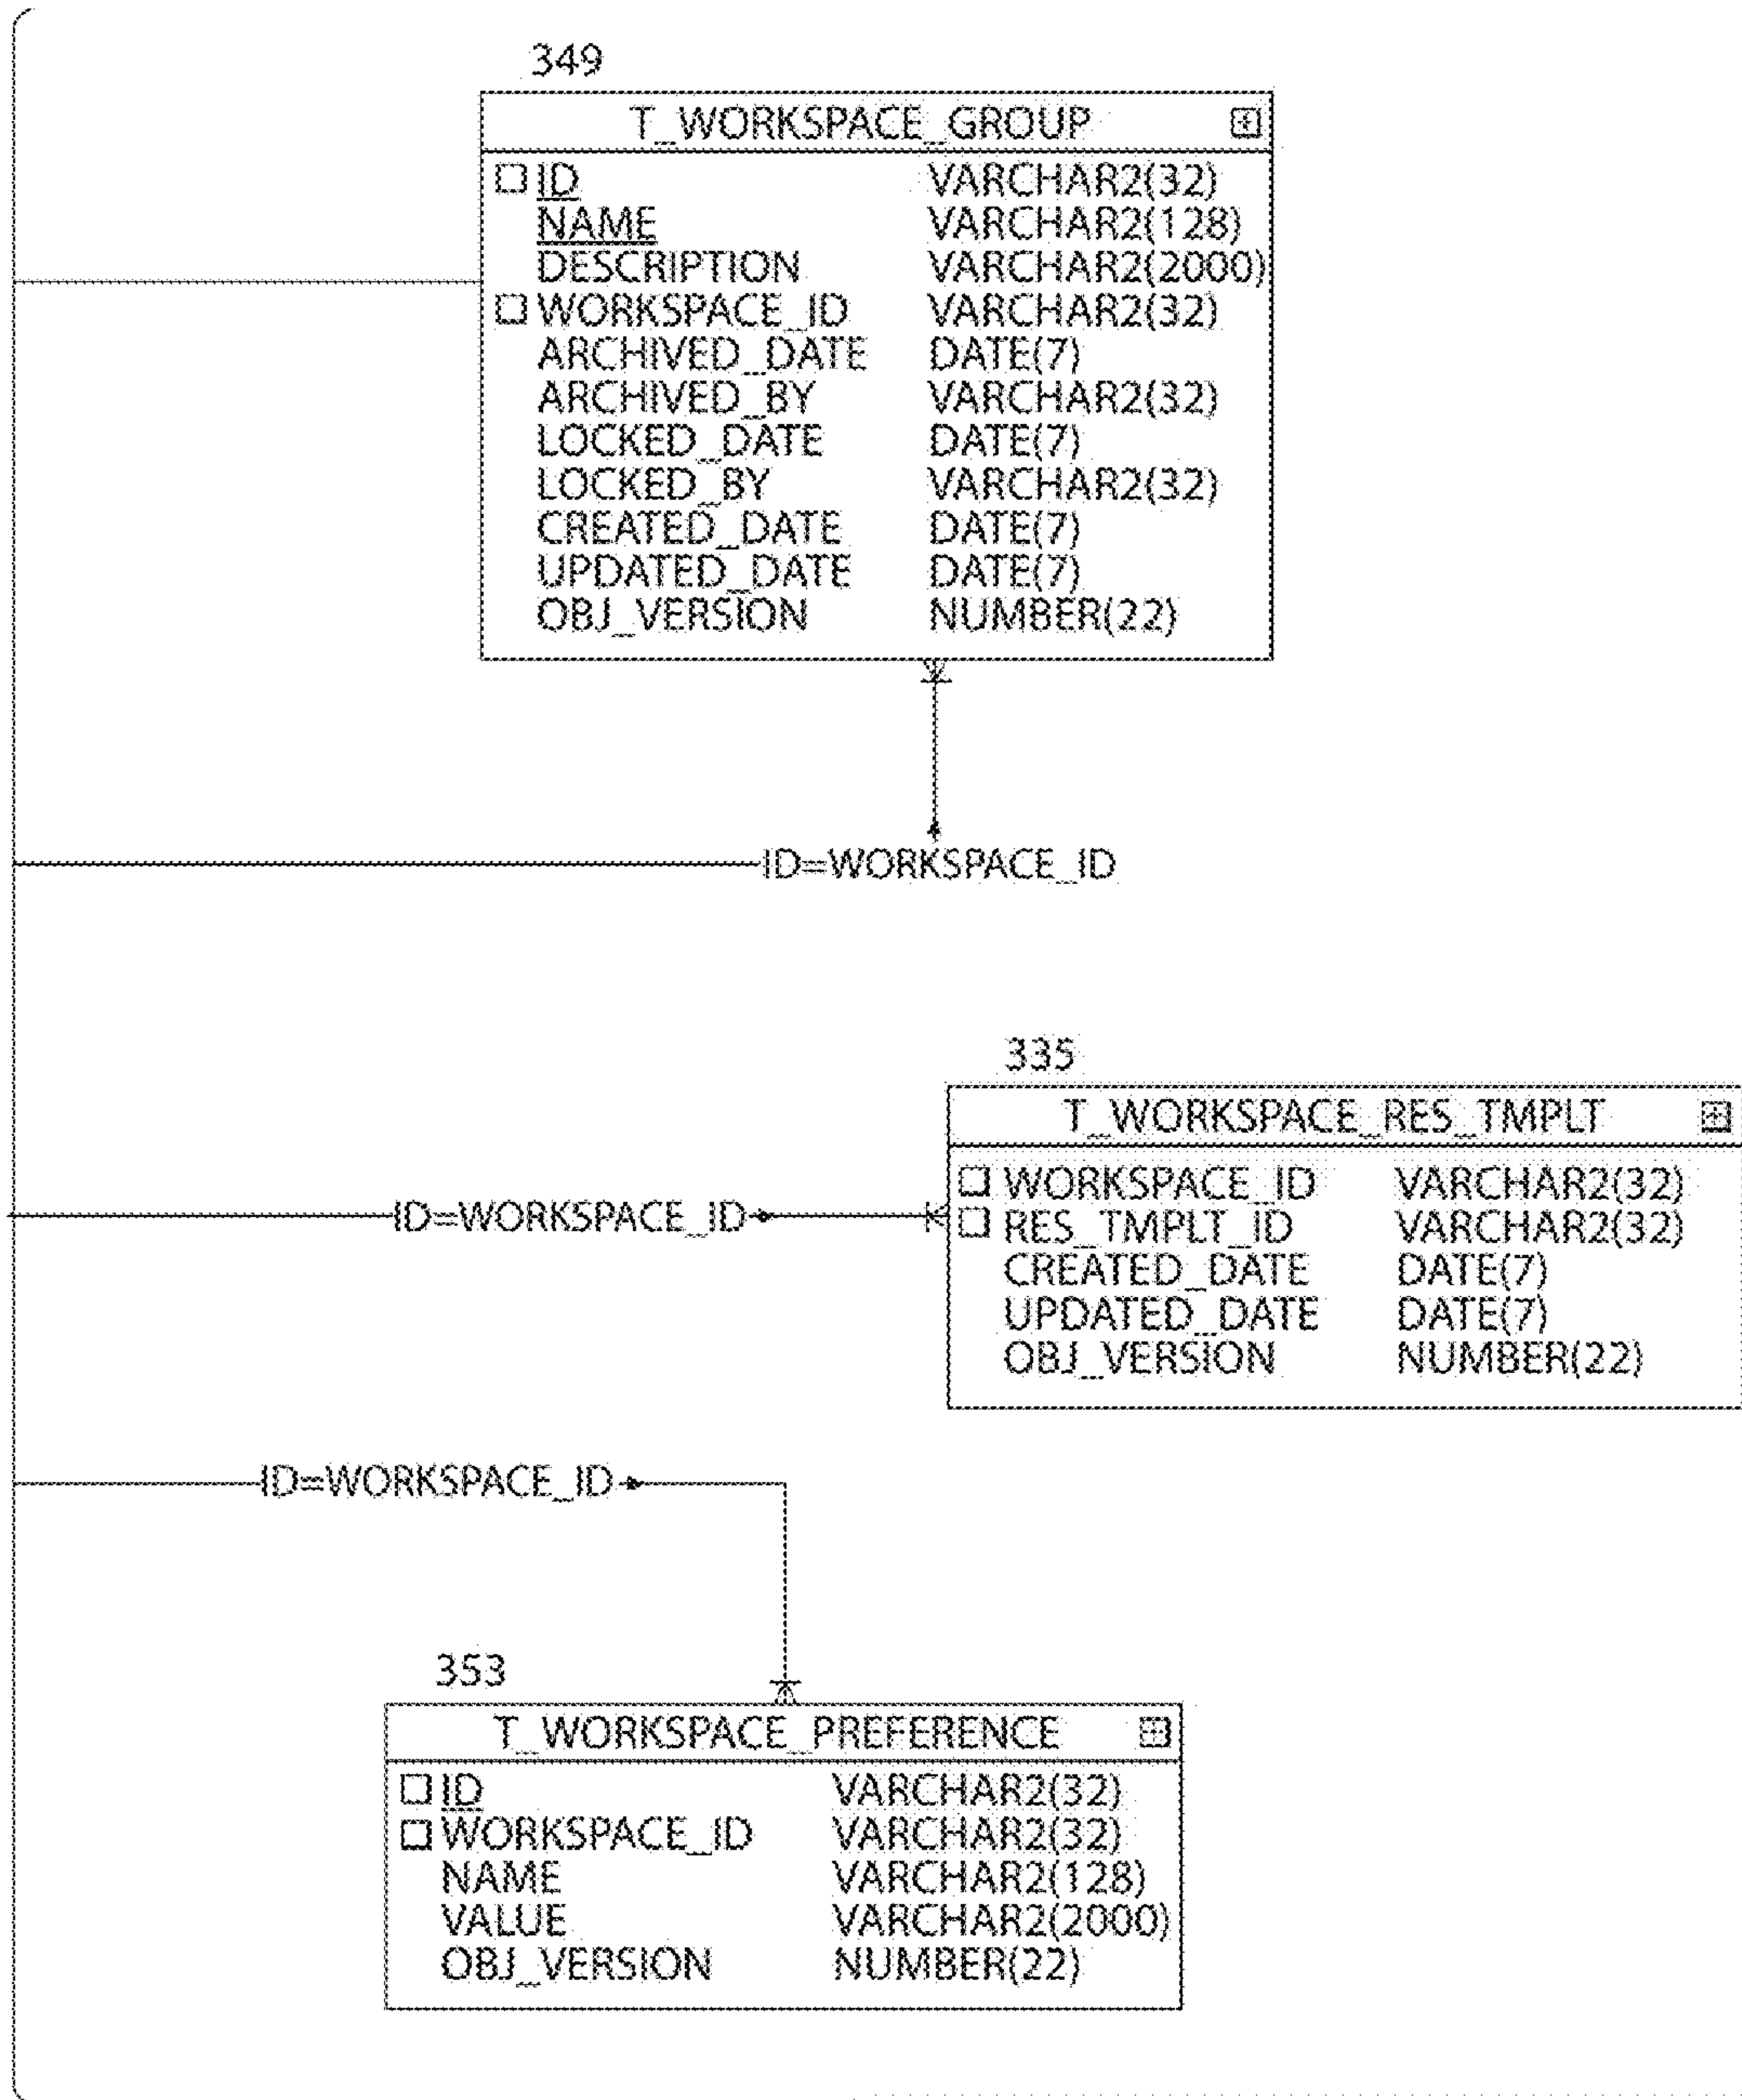 349
T_WORKSPACE_GROUP
ID VARCHAR2(32)
NAME VARCHAR2(128)
DESCRIPTION VARCHAR2(2000)
WORKSPACE_ID VARCHAR2(32)
ARCHIVED_DATE DATE(7)
ARCHIVED_BY VARCHAR2(32)
LOCKED_DATE DATE(7)
LOCKED_BY VARCHAR2(32)
CREATED_DATE DATE(7)
UPDATED_DATE DATE(7)
OBJ_VERSION NUMBER(22)
ID=WORKSPACE_ID
335
T_WORKSPACE_RES_TMPLT
WORKSPACE_ID VARCHAR2(32)
RES_TMPLT_ID VARCHAR2(32)
CREATED_DATE DATE(7)
UPDATED_DATE DATE(7)
OBJ_VERSION NUMBER(22)
ID=WORKSPACE_ID
ID=WORKSPACE_ID
353
T_WORKSPACE_PREFERENCE
ID VARCHAR2(32)
WORKSPACE_ID VARCHAR2(32)
NAME VARCHAR2(128)
VALUE VARCHAR2(2000)
OBJ_VERSION NUMBER(22)